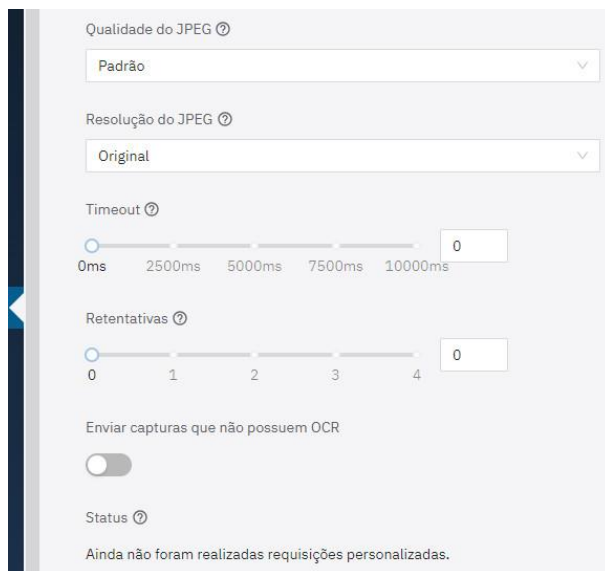 Qualidade do JPEG
Padrão
Resolução do JPEG
Original
Timeout
0
0ms 2500ms 5000ms 7500ms 10000ms
Retentativas
0
0 1 2 3 4
Enviar capturas que não possuem OCR
Status
Ainda não foram realizadas requisições personalizadas.